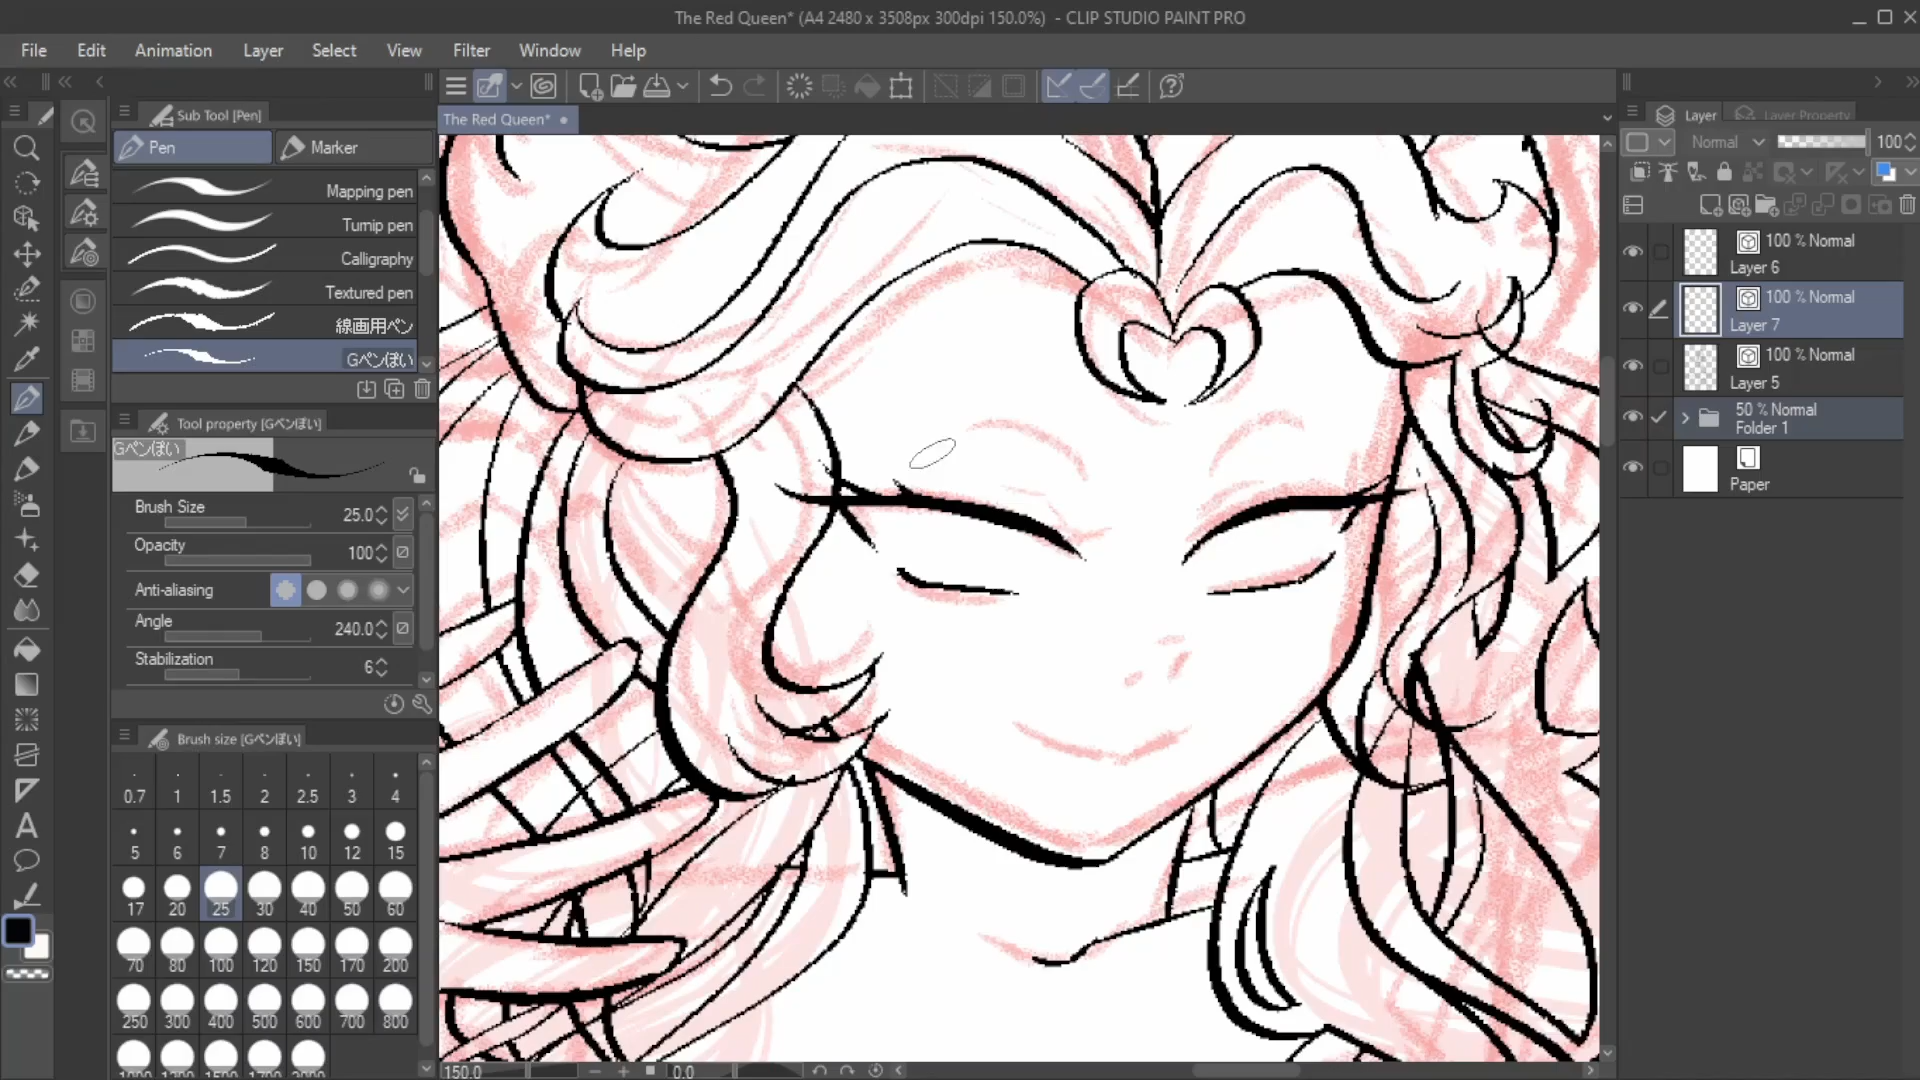 The Red Queen* (A4 2480 x 3508px 300dpi 150.0%) - CLIP STUDIO PAINT PRO
File Edit Animation Layer Select View Filter Window Help
Sub Tool [Pen]
Pen Marker
Mapping pen
Turnip pen
Calligraphy
Textured pen
線画用ペン
Gペンぽい
Tool property [Gペンぽい]
Gペンぽい
Brush Size 25.0
Opacity 100
Anti-aliasing
Angle 240.0
Stabilization 6
Brush size [Gペンぽい]
0.7 1 1.5 2 2.5 3 4
5 6 7 8 10 12 15
17 20 25 30 40 50 60
70 80 100 120 150 170 200
250 300 400 500 600 700 800
The Red Queen*
150.0 0.0
Layer Layer Property
Normal 100
100 % Normal
Layer 6
100 % Normal
Layer 7
100 % Normal
Layer 5
50 % Normal
Folder 1
Paper